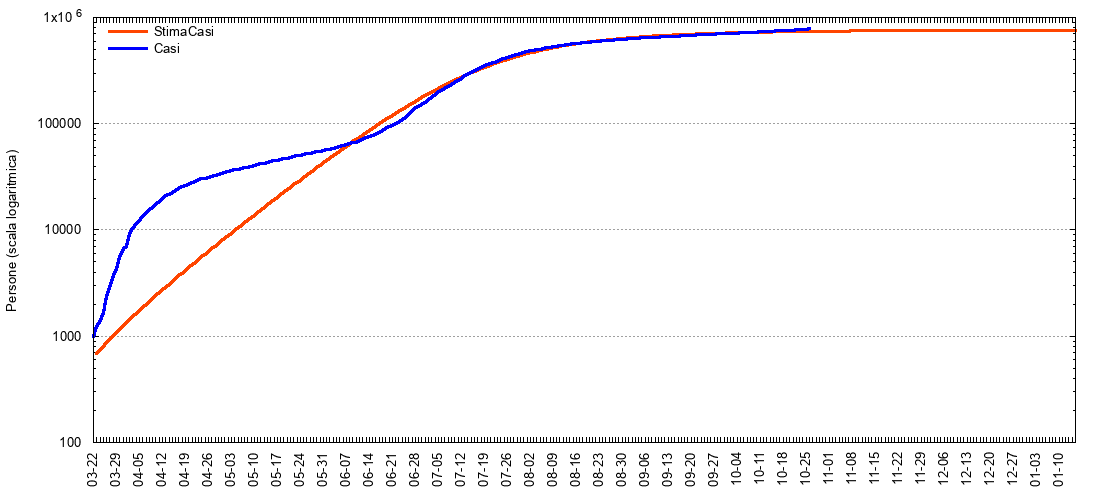 1x10 6
StimaCasi
Casi
100000
10000
1000
100
Persone (scala logaritmica)
03-22 03-29 04-05 04-12 04-19 04-26 05-03 05-10 05-17 05-24 05-31 06-07 06-14 06-21 06-28 07-05 07-12 07-19 07-26 08-02 08-09 08-16 08-23 08-30 09-06 09-13 09-20 09-27 10-04 10-11 10-18 10-25 11-01 11-08 11-15 11-22 11-29 12-06 12-13 12-20 12-27 01-03 01-10